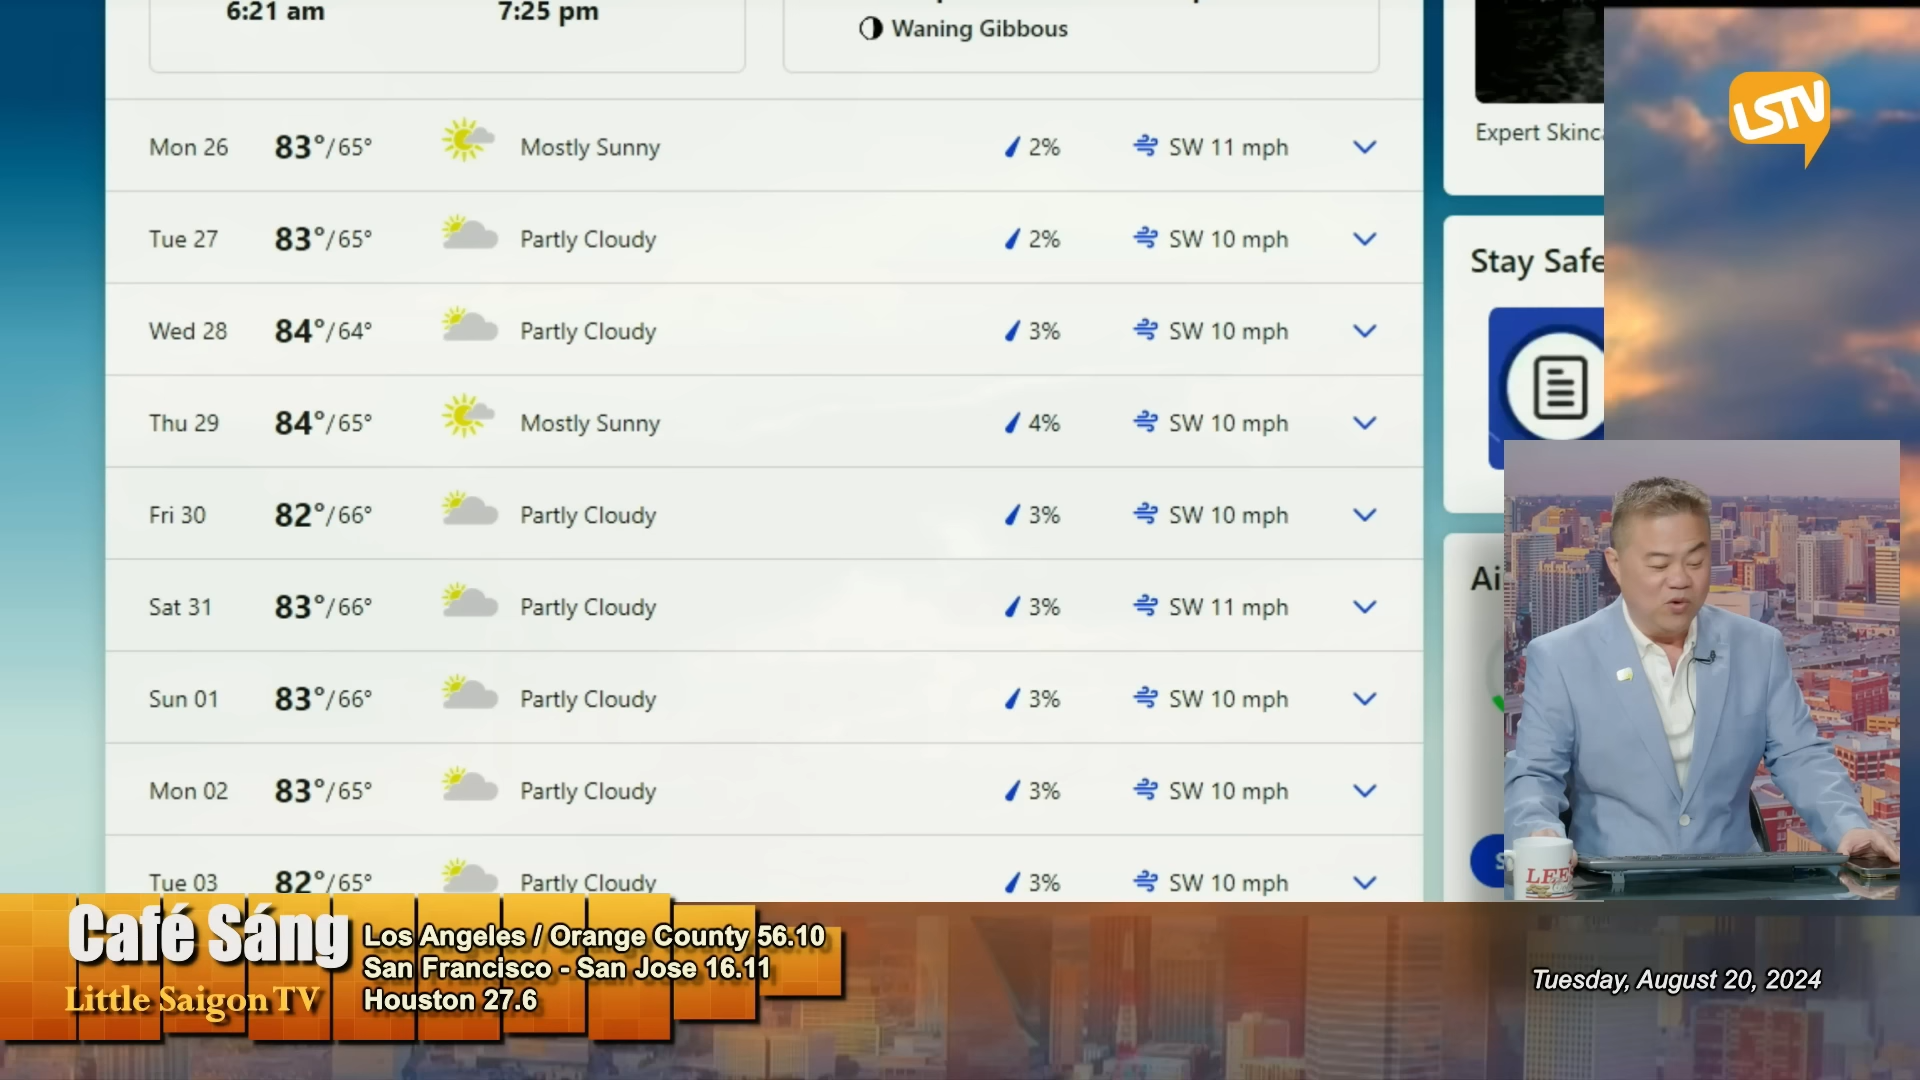 6:21 am
7:25 pm
Waning Gibbous
Mon 26 83°/65° Mostly Sunny 2% SW 11 mph
Tue 27 83°/65° Partly Cloudy 2% SW 10 mph
Wed 28 84°/64° Partly Cloudy 3% SW 10 mph
Thu 29 84°/65° Mostly Sunny 4% SW 10 mph
Fri 30 82°/66° Partly Cloudy 3% SW 10 mph
Sat 31 83°/66° Partly Cloudy 3% SW 11 mph
Sun 01 83°/66° Partly Cloudy 3% SW 10 mph
Mon 02 83°/65° Partly Cloudy 3% SW 10 mph
Tue 03 82°/65° Partly Cloudy 3% SW 10 mph
Expert Skinc
Stay Safe
Ai
LSTV
LEE'S
Café Sáng
Little Saigon TV
Los Angeles / Orange County 56.10
San Francisco - San Jose 16.11
Houston 27.6
Tuesday, August 20, 2024